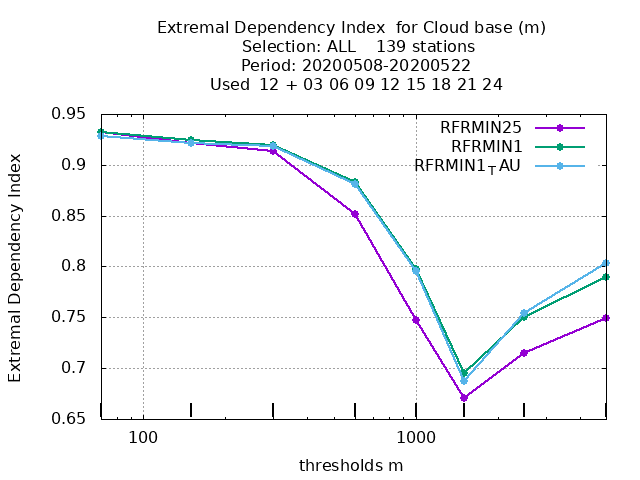 Extremal Dependency Index  for Cloud base (m)
Selection: ALL    139 stations
Period: 20200508-20200522
Used  12 + 03 06 09 12 15 18 21 24
RFRMIN25
RFRMIN1
RFRMIN1TAU
Extremal Dependency Index
0.95
0.9
0.85
0.8
0.75
0.7
0.65
100
1000
thresholds m